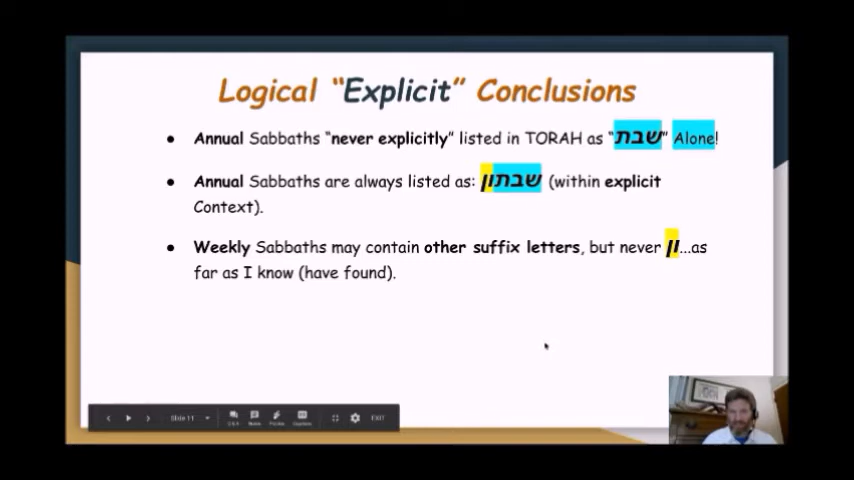 Logical "Explicit" Conclusions
● Annual Sabbaths "never explicitly" listed in TORAH as "שבת" Alone!
● Annual Sabbaths are always listed as: שבתון (within explicit
Context).
● Weekly Sabbaths may contain other suffix letters, but never ון...as
far as I know (have found).
Slide 11
EXIT